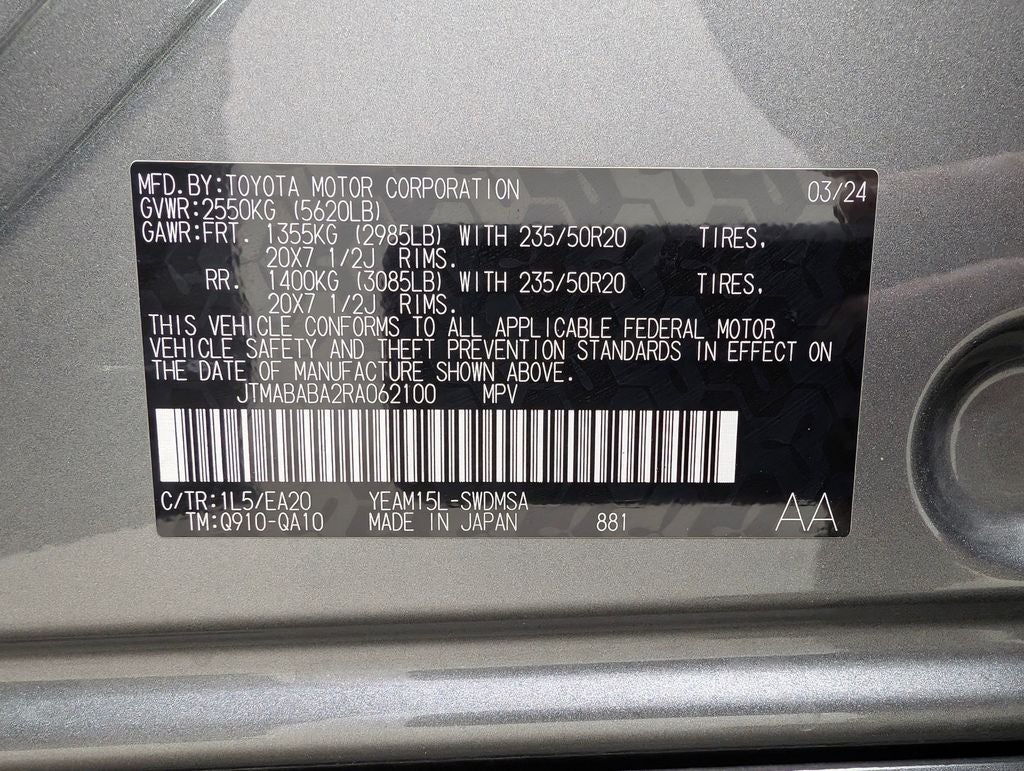 MFD.BY:TOYOTA MOTOR CORPORATION 03/24
GVWR:2550KG (5620LB)
GAWR:FRT. 1355KG (2985LB) WITH 235/50R20 TIRES,
20X7 1/2J RIMS.
RR. 1400KG (3085LB) WITH 235/50R20 TIRES,
20X7 1/2J RIMS.
THIS VEHICLE CONFORMS TO ALL APPLICABLE FEDERAL MOTOR
VEHICLE SAFETY AND THEFT PREVENTION STANDARDS IN EFFECT ON
THE DATE OF MANUFACTURE SHOWN ABOVE.
JTMABABA2RA062100 MPV
C/TR:1L5/EA20 YEAM15L-SWDMSA
TM:Q910-QA10 MADE IN JAPAN 881 AA